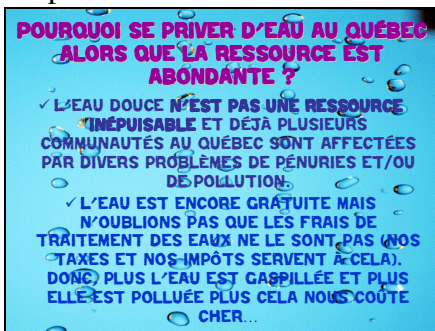 POURQUOI SE PRIVER D'EAU AU QUÉBEC
ALORS QUE LA RESSOURCE EST
ABONDANTE ?
✓ L'EAU DOUCE N'EST PAS UNE RESSOURCE
INÉPUISABLE ET DÉJÀ PLUSIEURS
COMMUNAUTÉS AU QUÉBEC SONT AFFECTÉES
PAR DIVERS PROBLÈMES DE PÉNURIES ET/OU
DE POLLUTION.
✓ L'EAU EST ENCORE GRATUITE MAIS
N'OUBLIONS PAS QUE LES FRAIS DE
TRAITEMENT DES EAUX NE LE SONT PAS (NOS
TAXES ET NOS IMPÔTS SERVENT À CELA).
DONC, PLUS L'EAU EST GASPILLÉE ET PLUS
ELLE EST POLLUÉE PLUS CELA NOUS COÛTE
CHER...